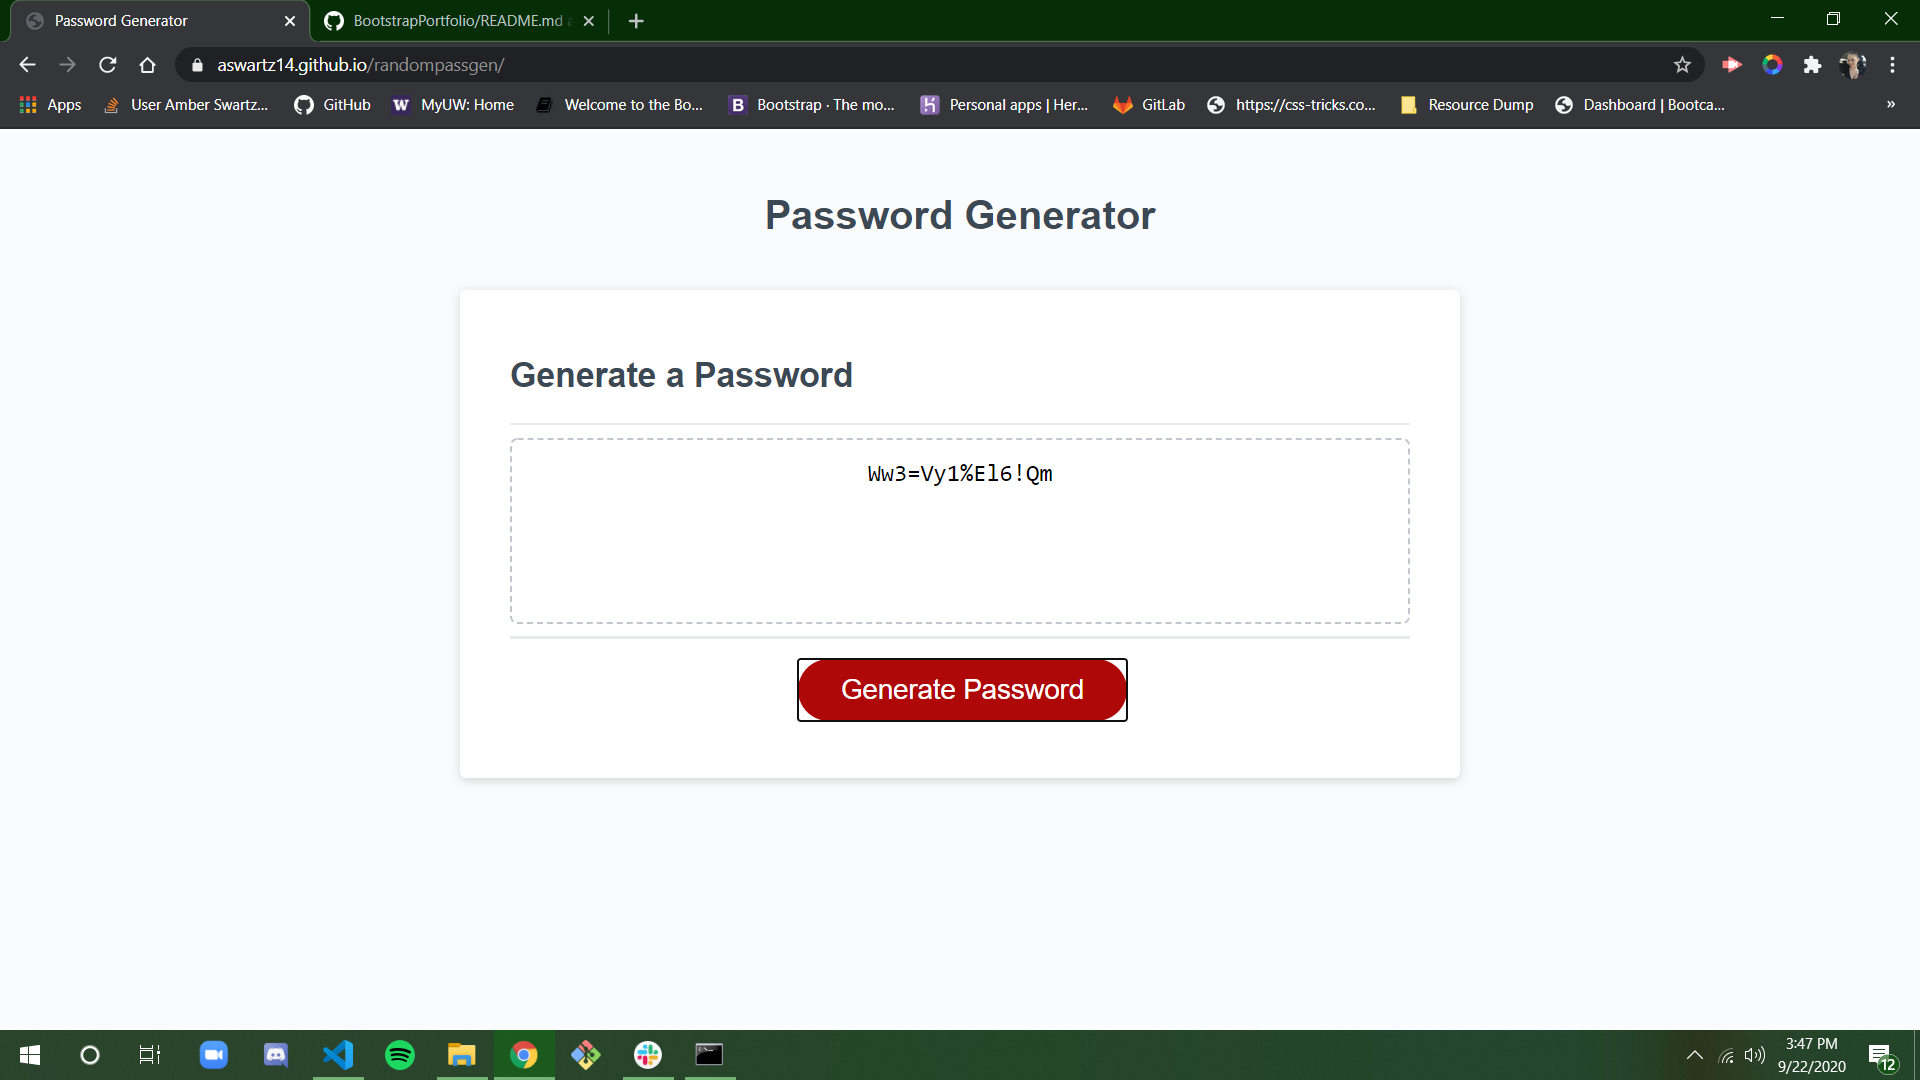 Password Generator
BootstrapPortfolio/README.md
aswartz14.github.io/randompassgen/
Apps
User Amber Swartz...
GitHub
W
MyUW: Home
Welcome to the Bo...
B
Bootstrap · The mo...
Personal apps | Her...
GitLab
https://css-tricks.co...
Resource Dump
Dashboard | Bootca...
»
Password Generator
Generate a Password
Ww3=Vy1%El6!Qm
Generate Password
3:47 PM
9/22/2020
12